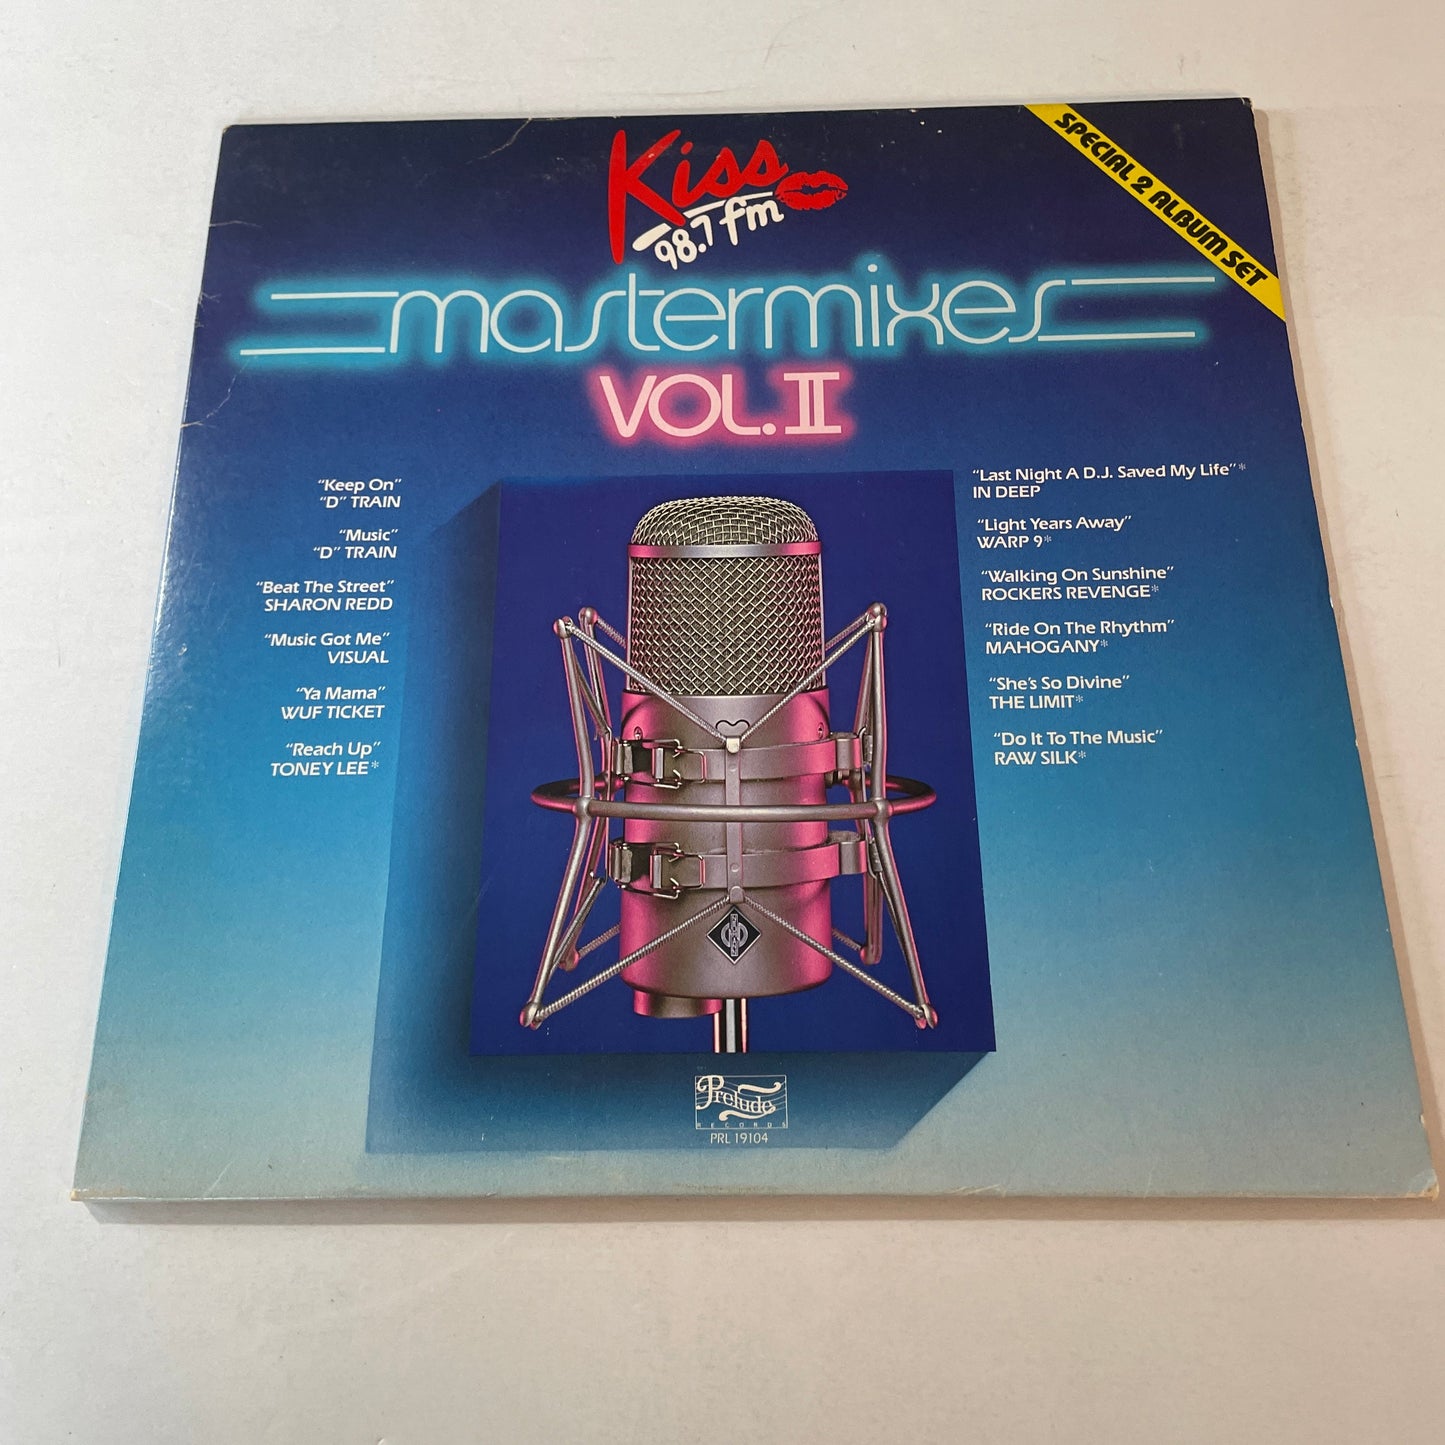 Kiss
98.7 fm
SPECIAL 2 ALBUM SET
mastermixes
VOL. II
"Keep On"
"D" TRAIN
"Music"
"D" TRAIN
"Beat The Street"
SHARON REDD
"Music Got Me"
VISUAL
"Ya Mama"
WUF TICKET
"Reach Up"
TONEY LEE*
"Last Night A D.J. Saved My Life"*
IN DEEP
"Light Years Away"
WARP 9*
"Walking On Sunshine"
ROCKERS REVENGE*
"Ride On The Rhythm"
MAHOGANY*
"She's So Divine"
THE LIMIT*
"Do It To The Music"
RAW SILK*
NEUMANN
Prelude
RECORDS
PRL 19104